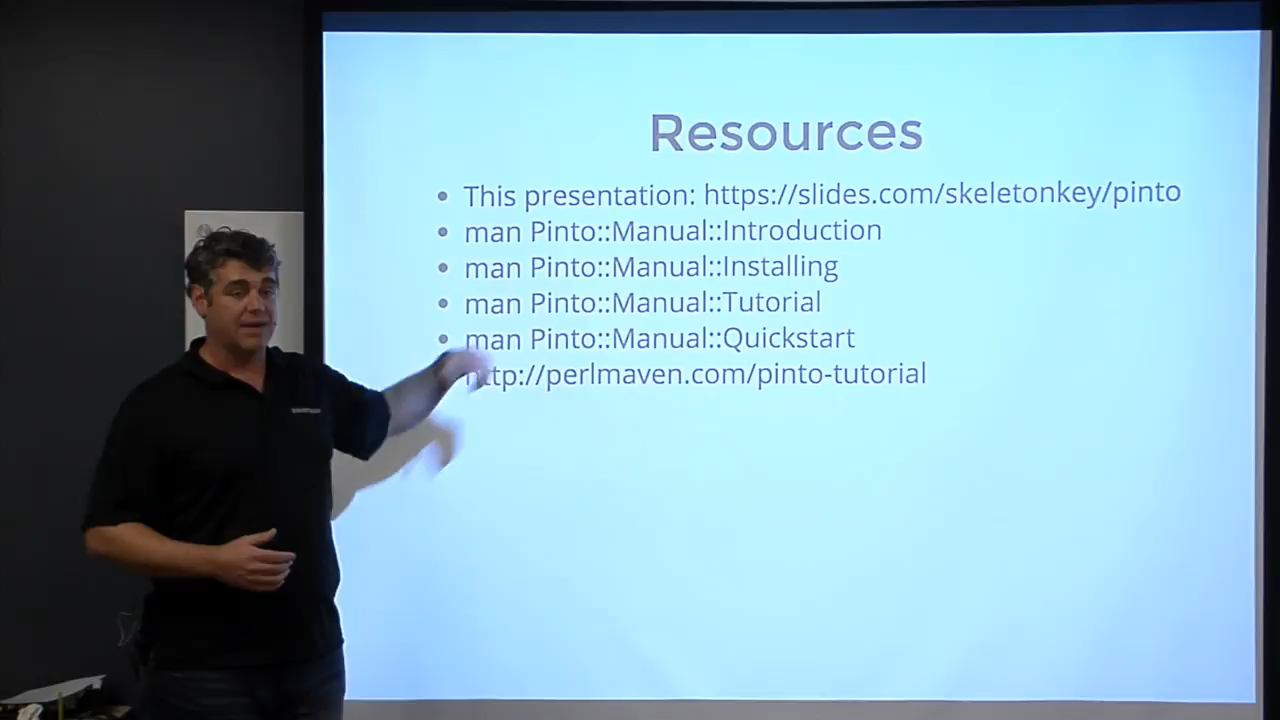 Resources
This presentation: https://slides.com/skeletonkey/pinto
man Pinto::Manual::Introduction
man Pinto::Manual::Installing
man Pinto::Manual::Tutorial
man Pinto::Manual::Quickstart
http://perlmaven.com/pinto-tutorial